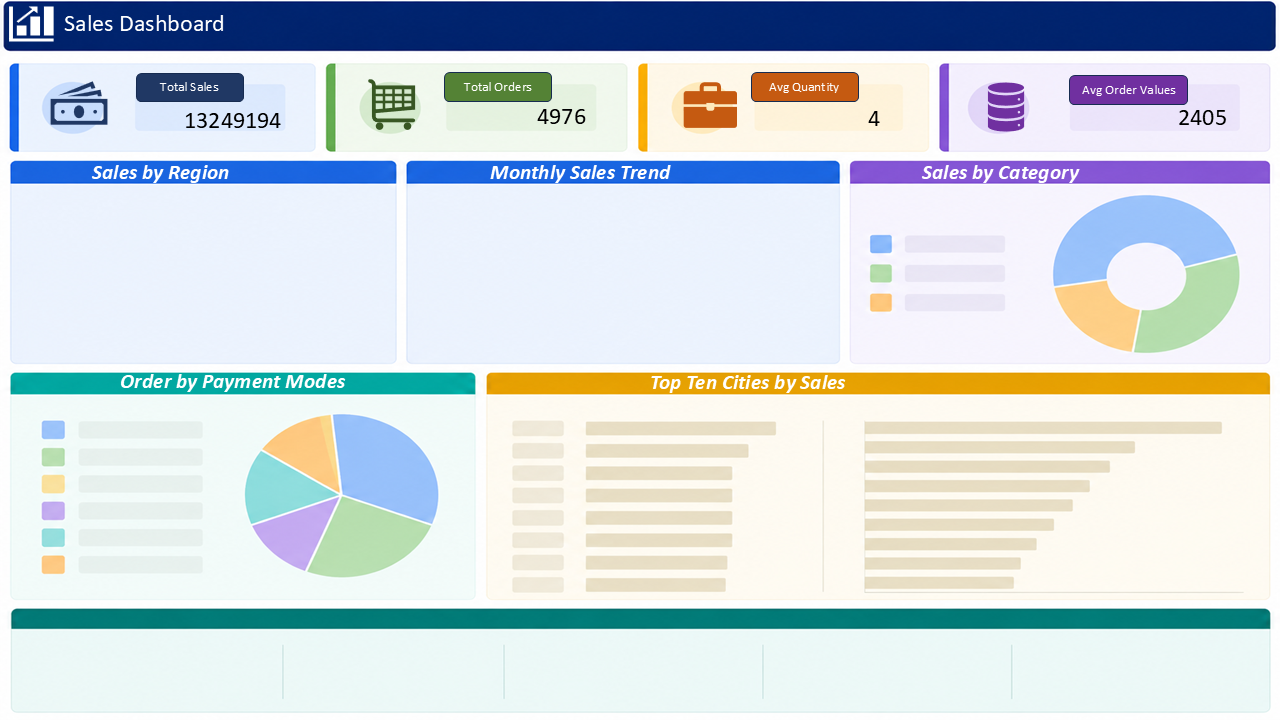 Sales Dashboard
Total Sales
13249194
Total Orders
4976
Avg Quantity
4
Avg Order Values
2405
Sales by Region
Monthly Sales Trend
Sales by Category
Order by Payment Modes
Top Ten Cities by Sales